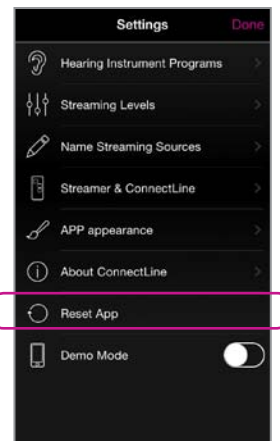 Settings
Done
Hearing Instrument Programs
Streaming Levels
Name Streaming Sources
Streamer & ConnectLine
APP appearance
About ConnectLine
Reset App
Demo Mode